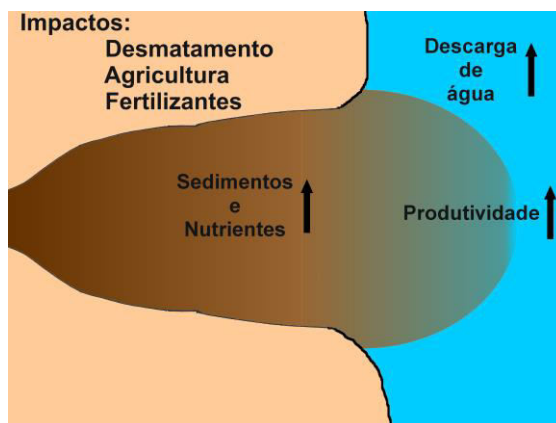 Impactos:
Desmatamento
Agricultura
Fertilizantes
Descarga
de
água
Sedimentos
e
Nutrientes
Produtividade